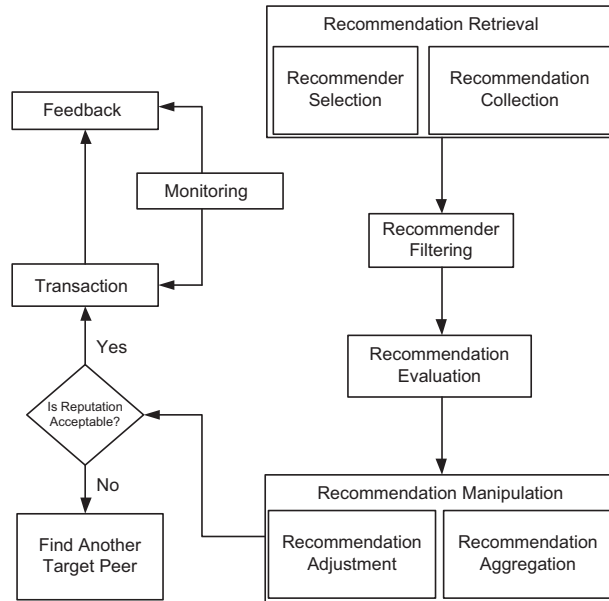 Recommendation Retrieval
Recommender
Selection
Recommendation
Collection
Feedback
Monitoring
Recommender
Filtering
Transaction
Yes
Recommendation
Evaluation
Is Reputation
Acceptable?
No
Recommendation Manipulation
Find Another
Target Peer
Recommendation
Adjustment
Recommendation
Aggregation